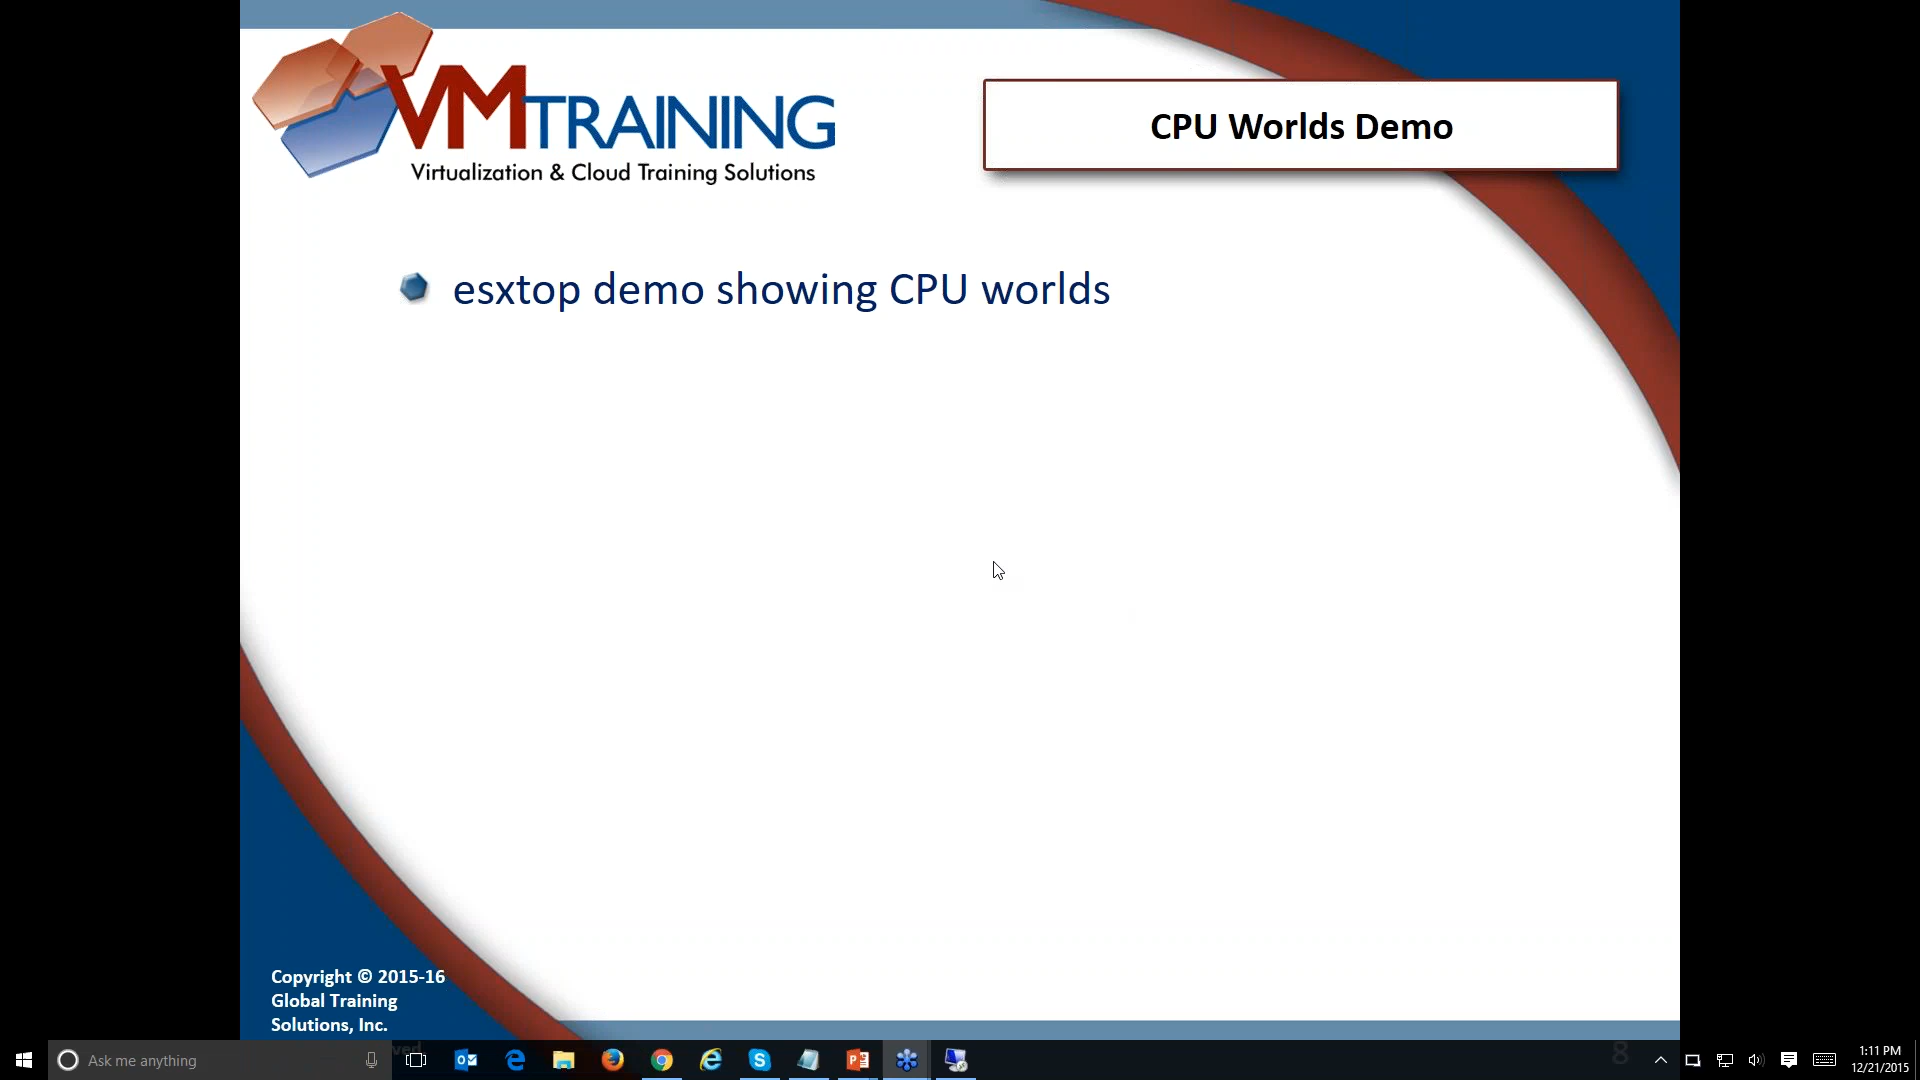 VMTRAINING
Virtualization & Cloud Training Solutions
CPU Worlds Demo
esxtop demo showing CPU worlds
Copyright © 2015-16
Global Training
Solutions, Inc.
8
Ask me anything
1:11 PM
12/21/2015